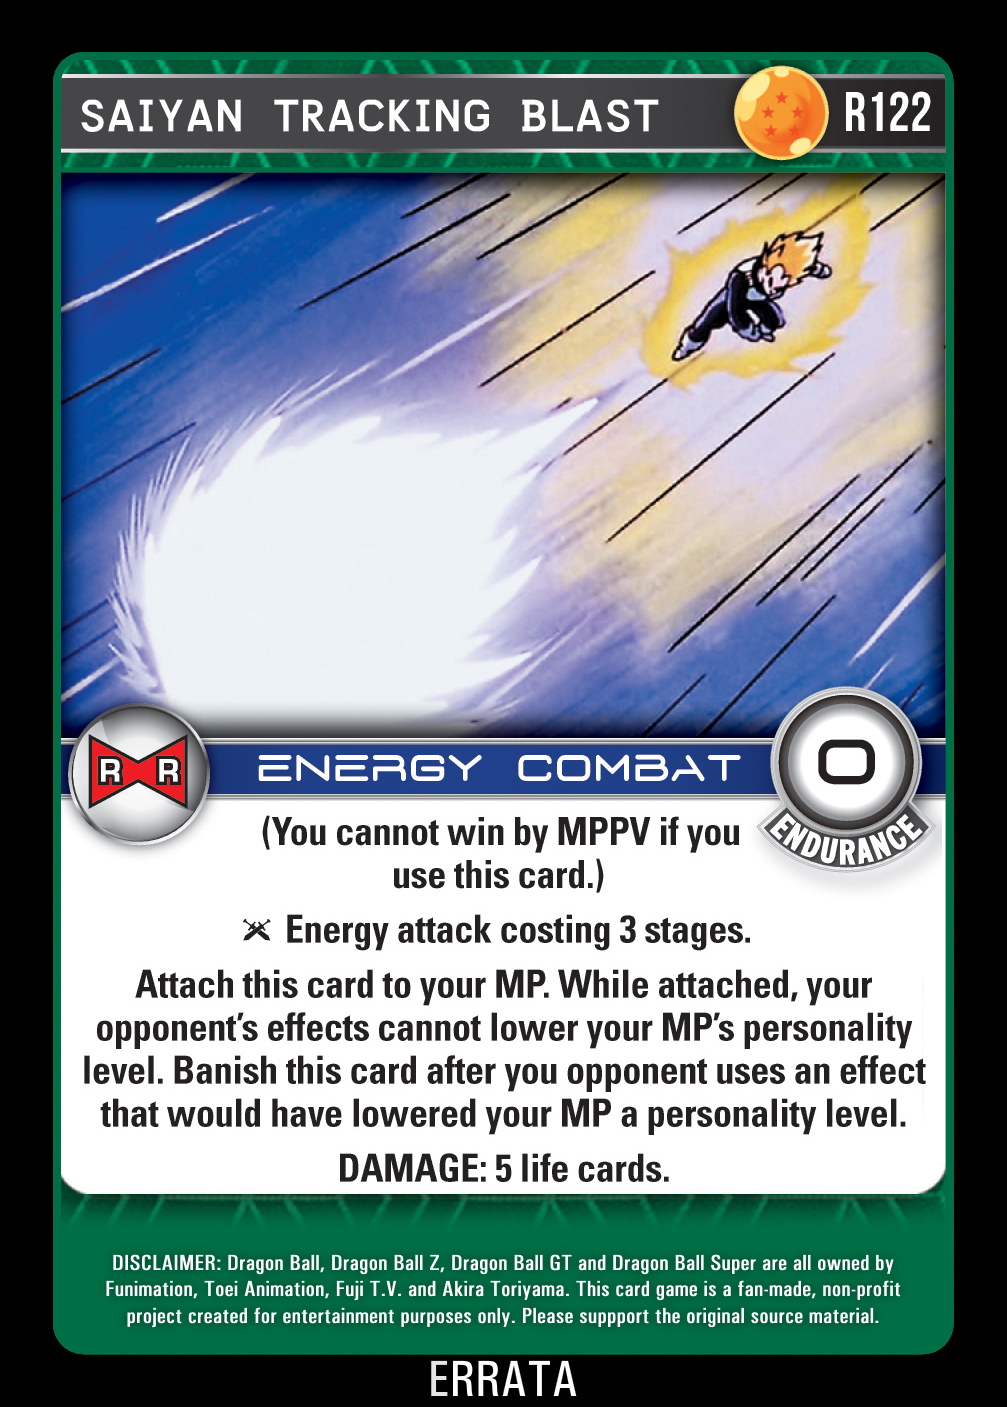 SAIYAN TRACKING BLAST
R122
R R
ENERGY COMBAT
0
ENDURANCE
(You cannot win by MPPV if you
use this card.)
Energy attack costing 3 stages.
Attach this card to your MP. While attached, your
opponent's effects cannot lower your MP's personality
level. Banish this card after you opponent uses an effect
that would have lowered your MP a personality level.
DAMAGE: 5 life cards.
DISCLAIMER: Dragon Ball, Dragon Ball Z, Dragon Ball GT and Dragon Ball Super are all owned by
Funimation, Toei Animation, Fuji T.V. and Akira Toriyama. This card game is a fan-made, non-profit
project created for entertainment purposes only. Please suppport the original source material.
ERRATA